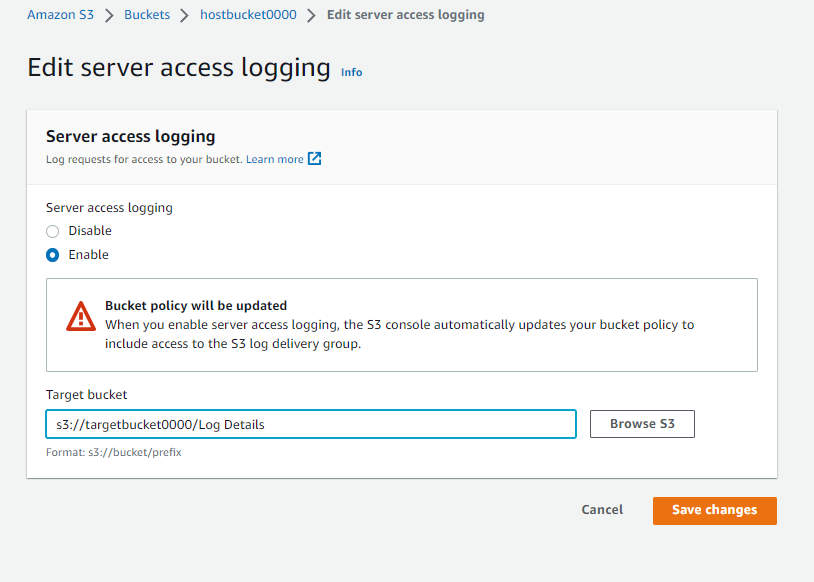 Amazon S3 > Buckets > hostbucket0000 > Edit server access logging
Edit server access logging Info
Server access logging
Log requests for access to your bucket. Learn more
Server access logging
Disable
Enable
Bucket policy will be updated
When you enable server access logging, the S3 console automatically updates your bucket policy to
include access to the S3 log delivery group.
Target bucket
s3://targetbucket0000/Log Details
Browse S3
Format: s3://bucket/prefix
Cancel
Save changes